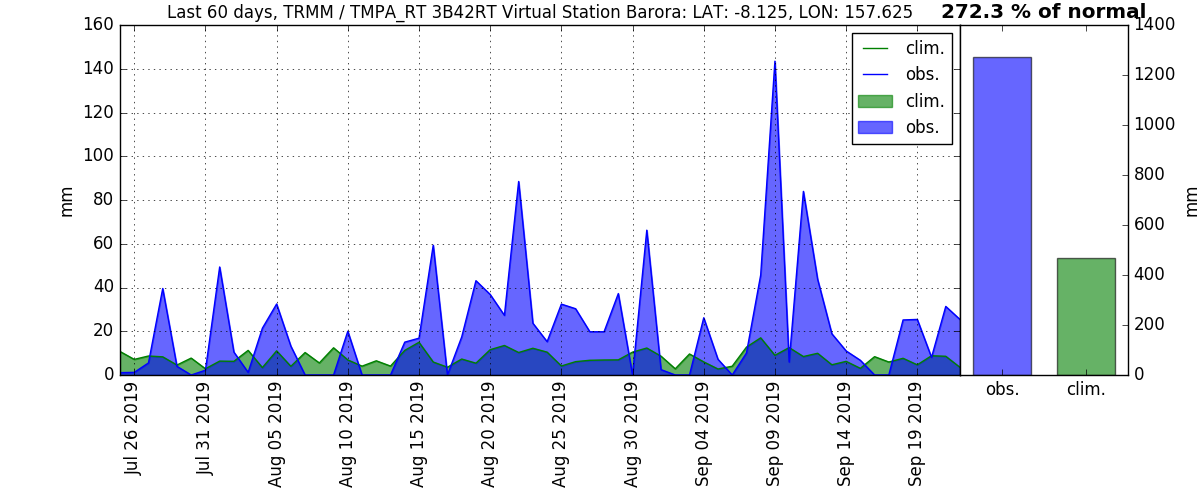 Last 60 days, TRMM / TMPA_RT 3B42RT Virtual Station Barora: LAT: -8.125, LON: 157.625
272.3 % of normal
160
140
120
100
80
60
40
20
0
mm
clim.
obs.
clim.
obs.
1400
1200
1000
800
600
400
200
0
mm
Jul 26 2019
Jul 31 2019
Aug 05 2019
Aug 10 2019
Aug 15 2019
Aug 20 2019
Aug 25 2019
Aug 30 2019
Sep 04 2019
Sep 09 2019
Sep 14 2019
Sep 19 2019
obs.
clim.